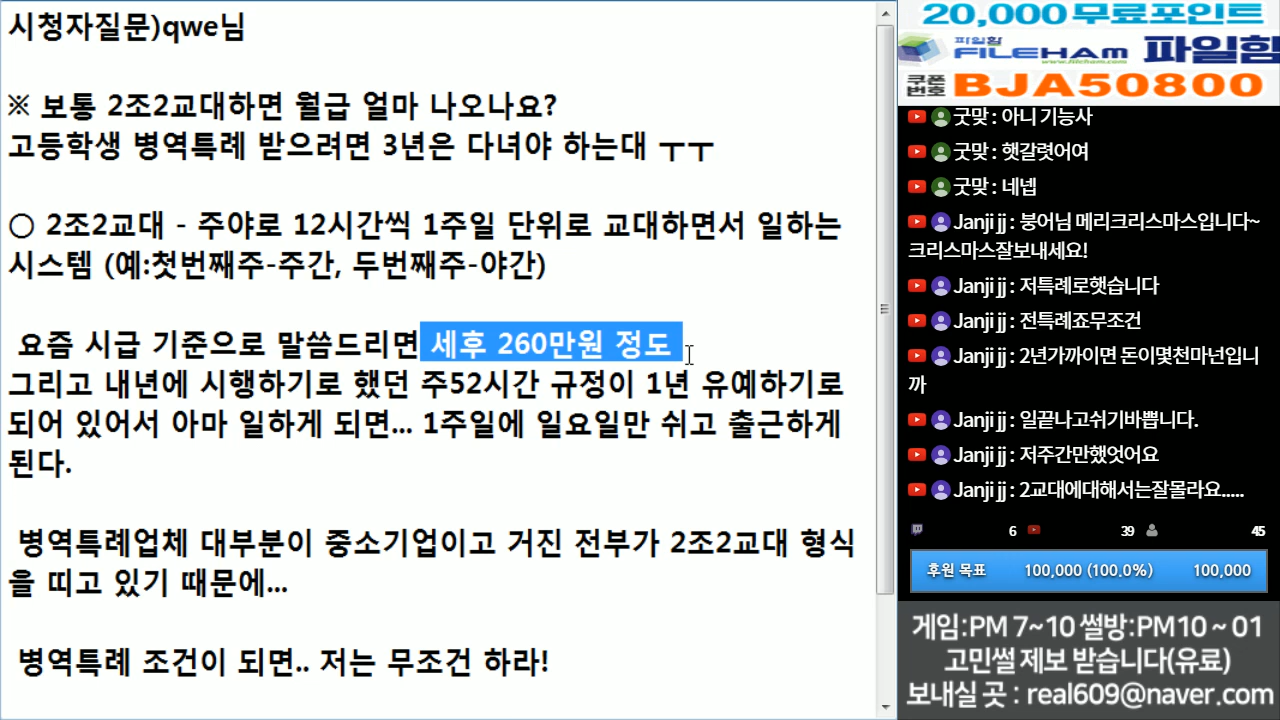 시청자질문)qwe님
※ 보통 2조2교대하면 월급 얼마 나오나요?
고등학생 병역특례 받으려면 3년은 다녀야 하는대 ㅜㅜ
○ 2조2교대 - 주야로 12시간씩 1주일 단위로 교대하면서 일하는
시스템 (예:첫번째주-주간, 두번째주-야간)
요즘 시급 기준으로 말씀드리면 세후 260만원 정도
그리고 내년에 시행하기로 했던 주52시간 규정이 1년 유예하기로
되어 있어서 아마 일하게 되면... 1주일에 일요일만 쉬고 출근하게
된다.
병역특례업체 대부분이 중소기업이고 거진 전부가 2조2교대 형식
을 띠고 있기 때문에...
병역특례 조건이 되면.. 저는 무조건 하라!
20,000 무료포인트
파일함 FILEHAM 파일함
www.fileham.com
쿠폰
번호 BJA50800
굿맞 : 아니 기능사
굿맞 : 햇갈렷어여
굿맞 : 네넵
Janji jj : 붕어님 메리크리스마스입니다~
크리스마스잘보내세요!
Janji jj : 저특례로햇습니다
Janji jj : 전특례죠무조건
Janji jj : 2년가까이면 돈이몇천마넌입니
까
Janji jj : 일끝나고쉬기바쁩니다.
Janji jj : 저주간만했엇어요
Janji jj : 2교대에대해서는잘몰라요.....
6 39 45
후원 목표 100,000 (100.0%) 100,000
게임:PM 7~10 썰방:PM10 ~ 01
고민썰 제보 받습니다(유료)
보내실 곳 : real609@naver.com